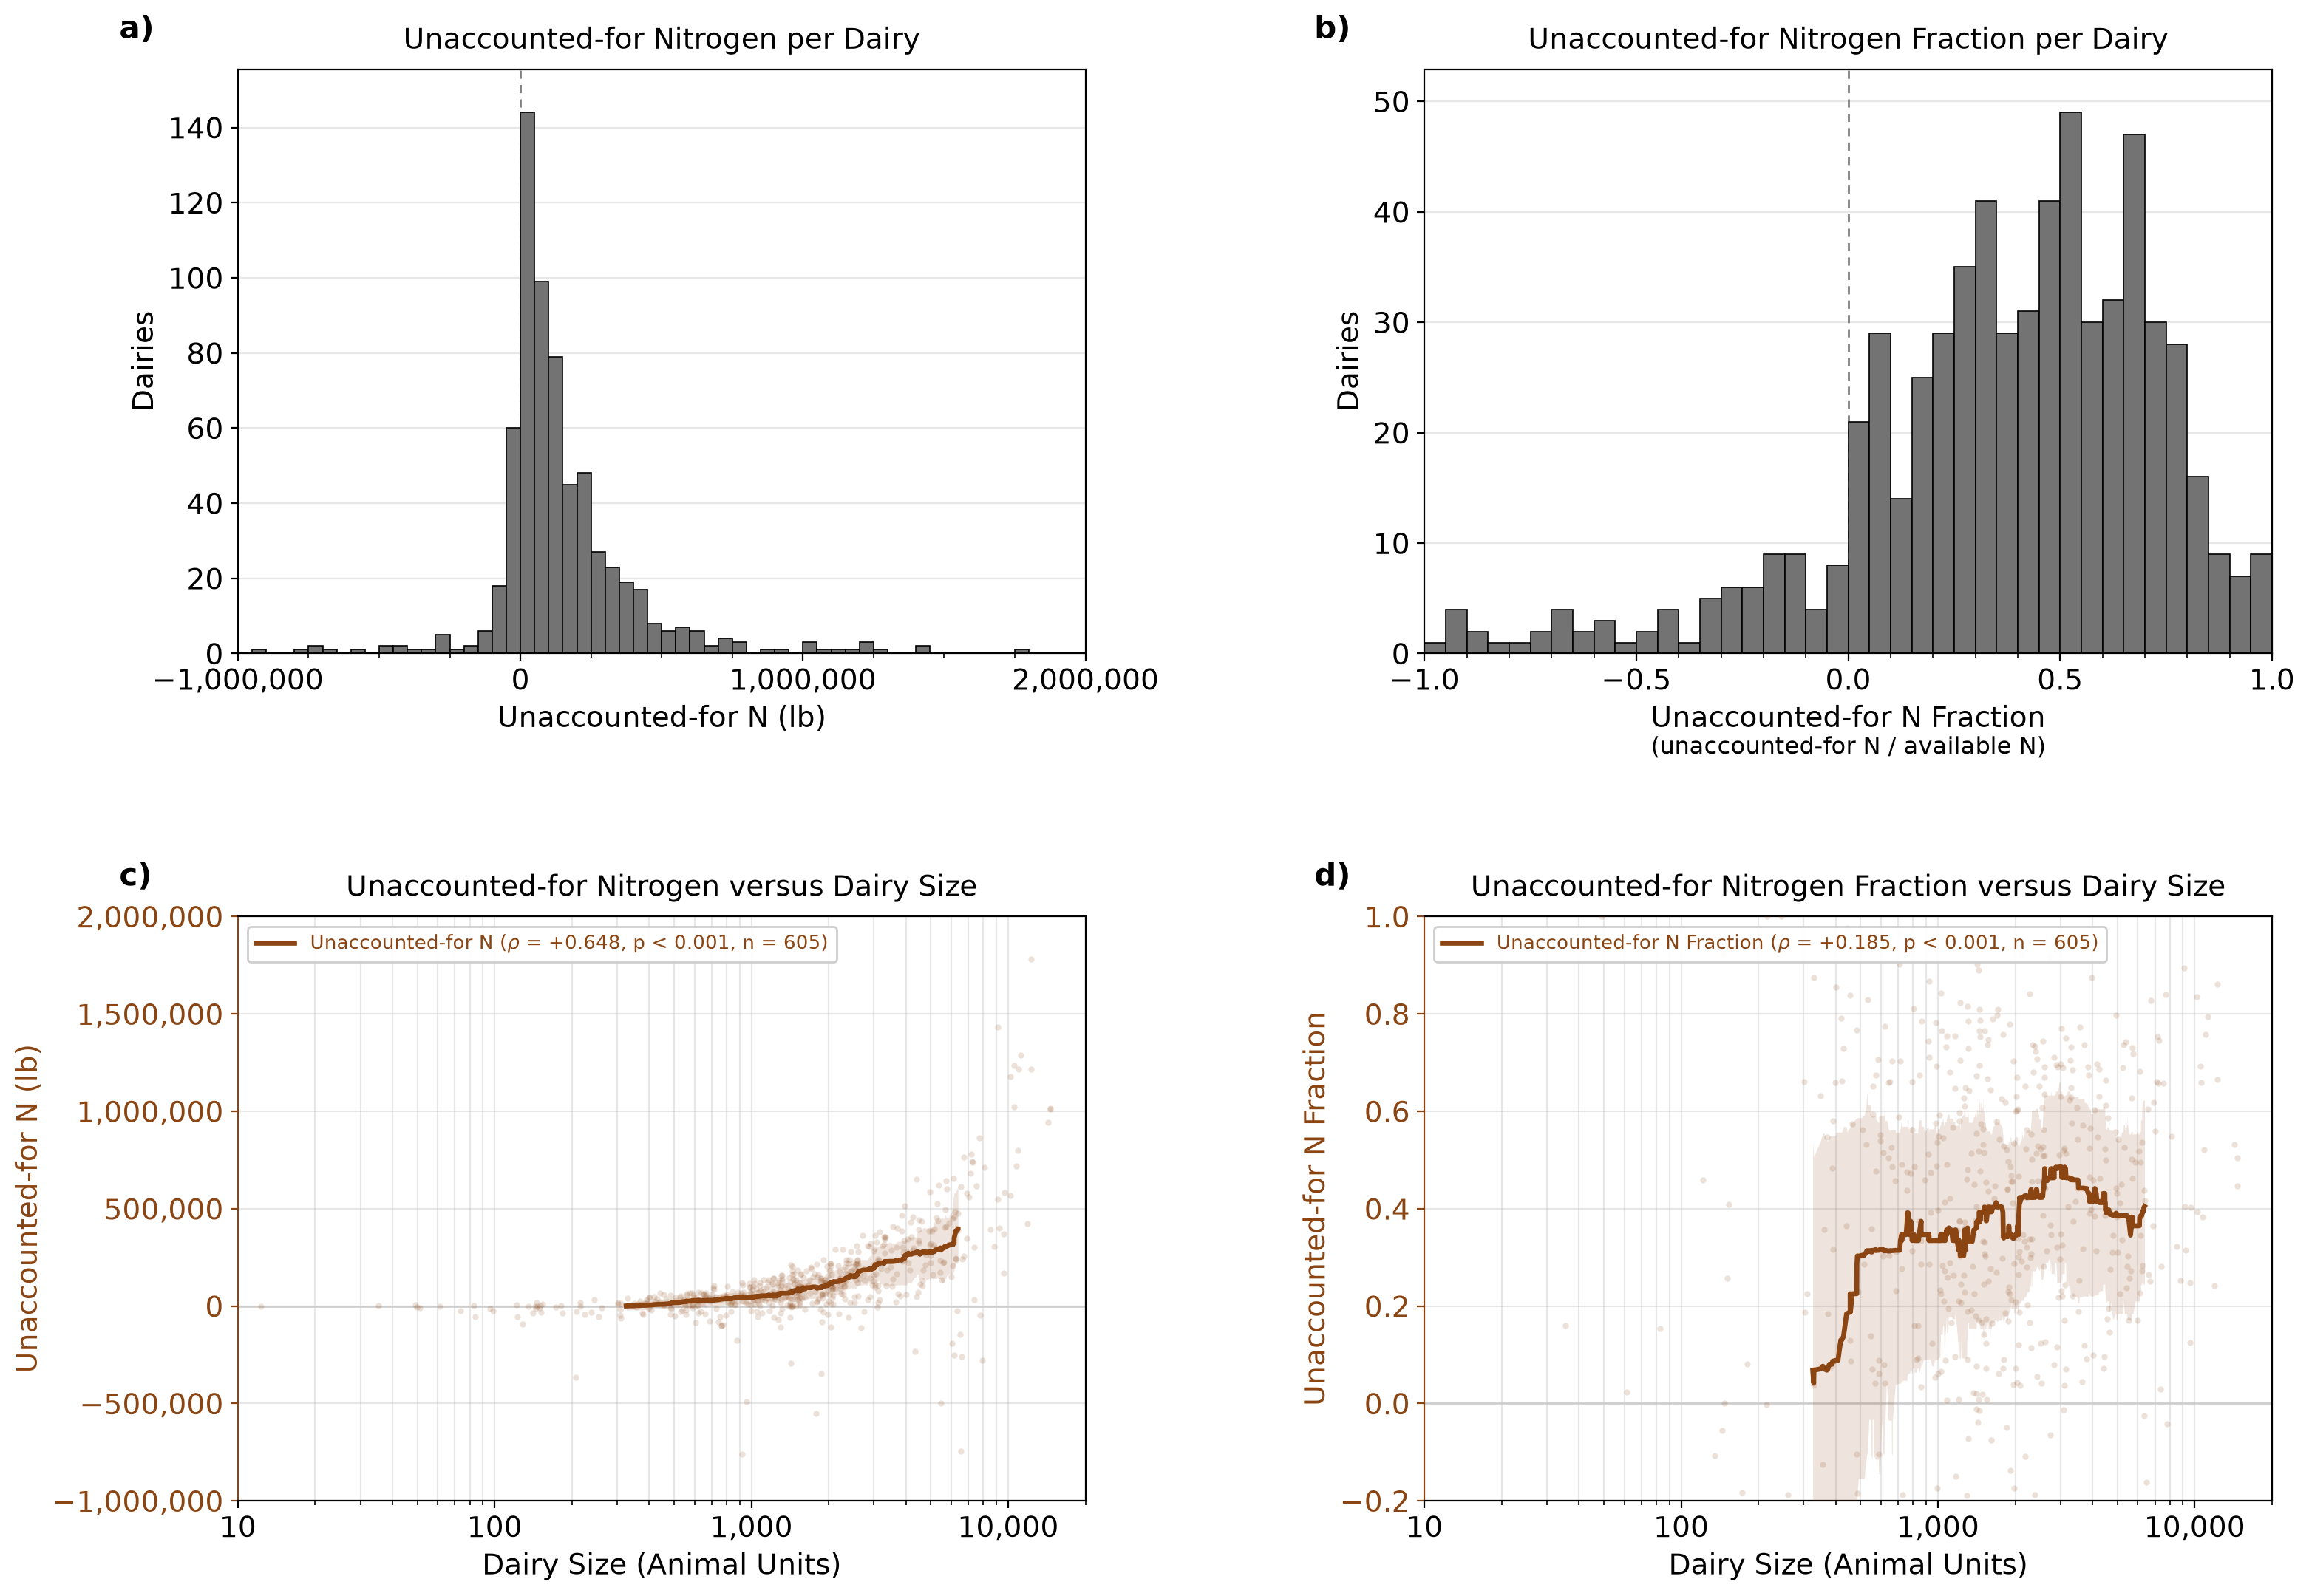 a)
Unaccounted-for Nitrogen per Dairy
140
120
100
80
60
40
20
0
Dairies
−1,000,000 0 1,000,000 2,000,000
Unaccounted-for N (lb)
b)
Unaccounted-for Nitrogen Fraction per Dairy
50
40
30
20
10
0
Dairies
−1.0 −0.5 0.0 0.5 1.0
Unaccounted-for N Fraction
(unaccounted-for N / available N)
c)
Unaccounted-for Nitrogen versus Dairy Size
2,000,000
1,500,000
1,000,000
500,000
0
−500,000
−1,000,000
Unaccounted-for N (lb)
Unaccounted-for N (ρ = +0.648, p < 0.001, n = 605)
10 100 1,000 10,000
Dairy Size (Animal Units)
d)
Unaccounted-for Nitrogen Fraction versus Dairy Size
1.0
0.8
0.6
0.4
0.2
0.0
−0.2
Unaccounted-for N Fraction
Unaccounted-for N Fraction (ρ = +0.185, p < 0.001, n = 605)
10 100 1,000 10,000
Dairy Size (Animal Units)